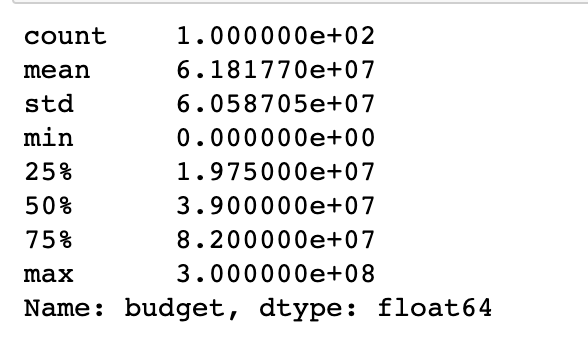 count    1.000000e+02
mean     6.181770e+07
std      6.058705e+07
min      0.000000e+00
25%      1.975000e+07
50%      3.900000e+07
75%      8.200000e+07
max      3.000000e+08
Name: budget, dtype: float64